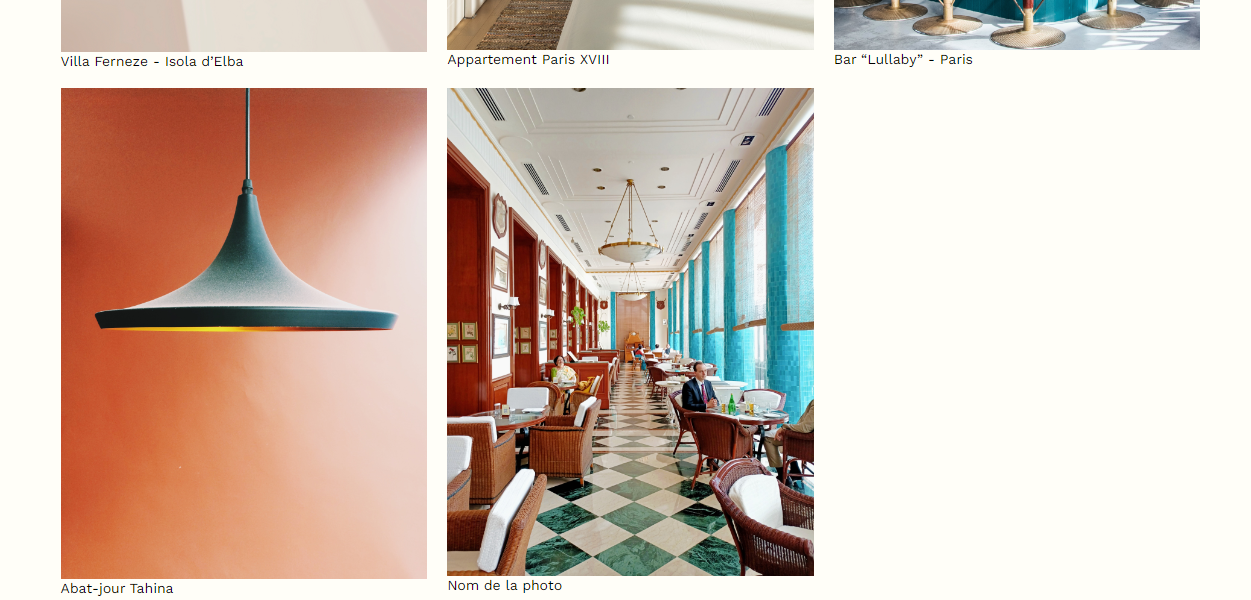 Villa Ferneze - Isola d’Elba
Appartement Paris XVIII
Bar “Lullaby” - Paris
Abat-jour Tahina
Nom de la photo